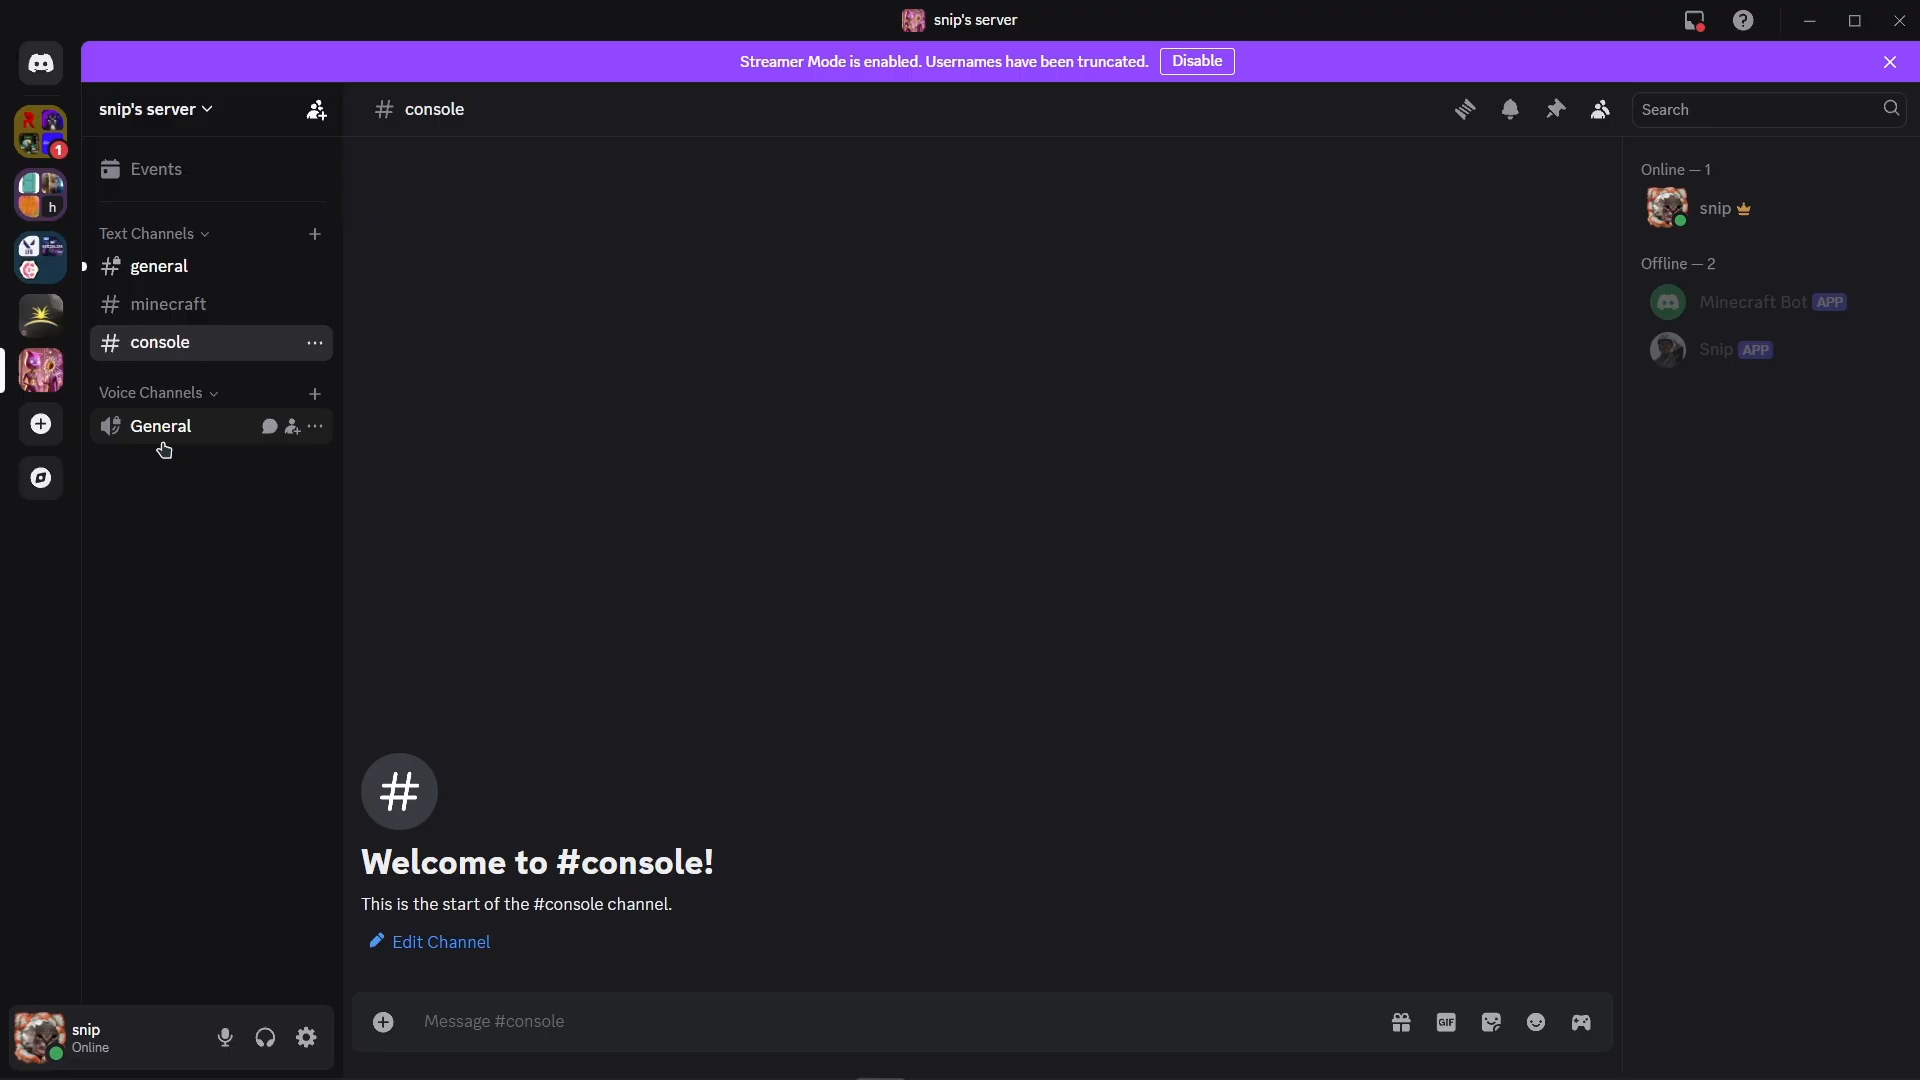 snip's server
Streamer Mode is enabled. Usernames have been truncated. Disable
snip's server
console
Search
1
Events
h
Text Channels
general
minecraft
console
Voice Channels
General
Online — 1
snip
Offline — 2
Minecraft Bot APP
Snip APP
#
Welcome to #console!
This is the start of the #console channel.
Edit Channel
Message #console
GIF
snip
Online